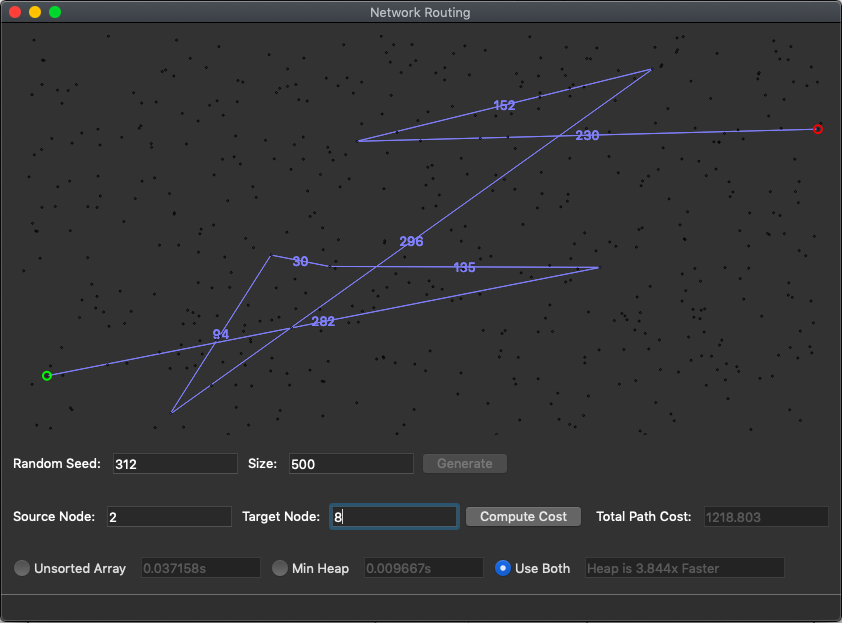 Network Routing
152
230
296
30
135
282
94
Random Seed: 312 Size: 500 Generate
Source Node: 2 Target Node: 8 Compute Cost Total Path Cost: 1218.803
Unsorted Array 0.037158s Min Heap 0.009667s Use Both Heap is 3.844x Faster